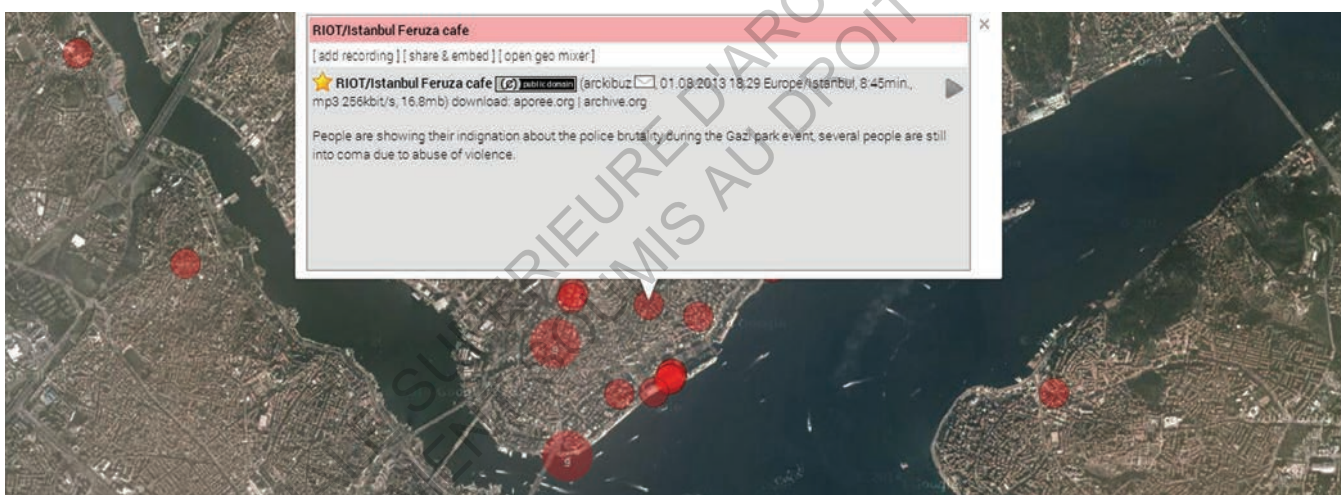 RIOT/Istanbul Feruza cafe
[ add recording ] [ share & embed ] [ open geo mixer ]
RIOT/Istanbul Feruza cafe public domain (arckibuz, 01.08.2013 18:29 Europe/Istanbul, 8:45min.,
mp3 256kbit/s, 16.8mb) download: aporee.org | archive.org
People are showing their indignation about the police brutality during the Gazi park event, several people are still
into coma due to abuse of violence.
9